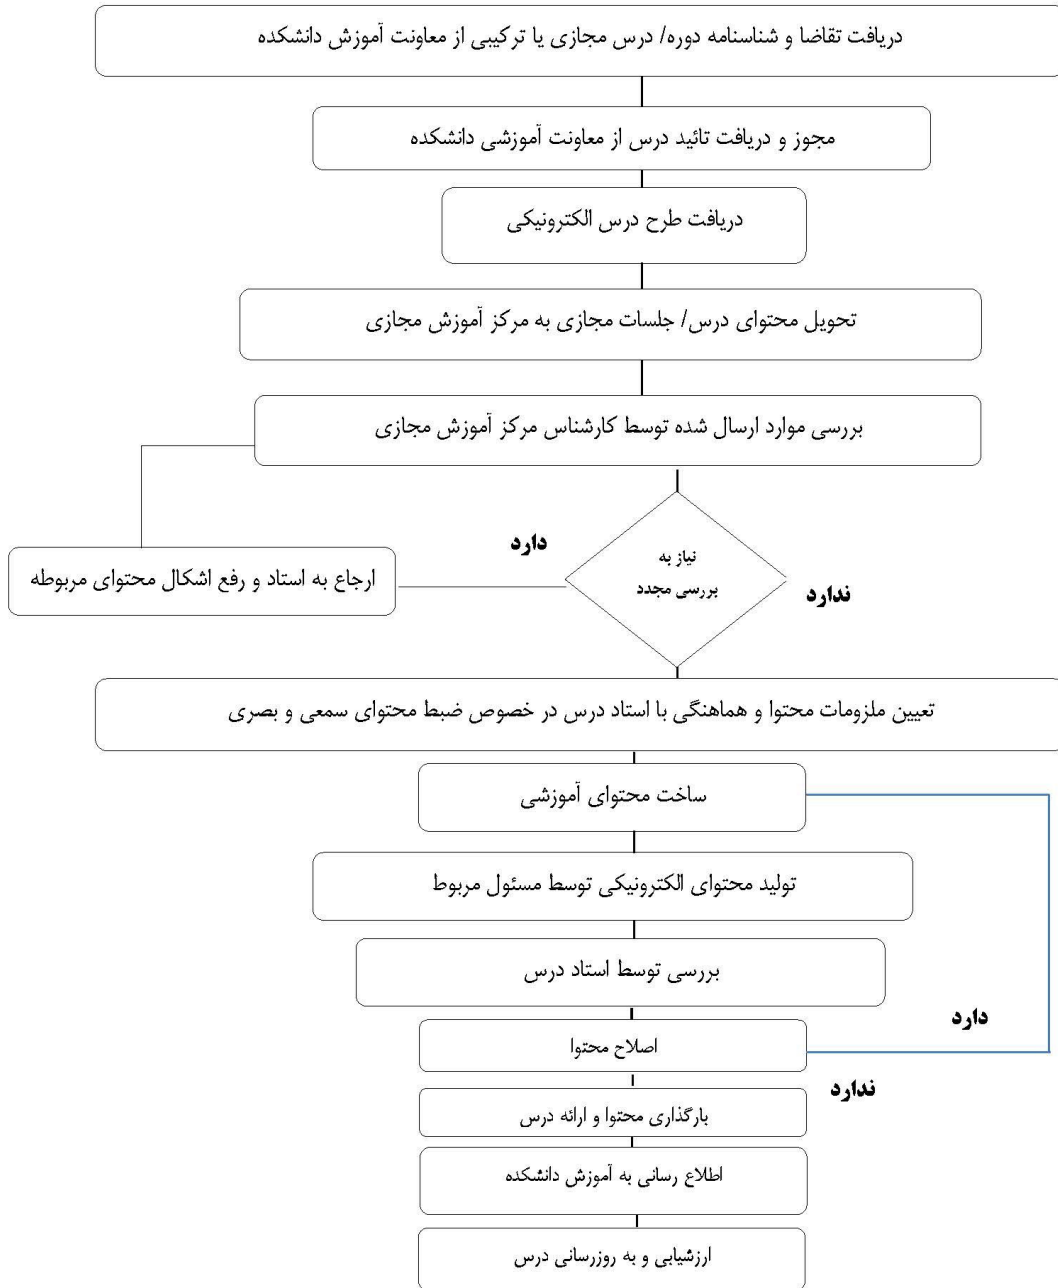 دریافت تقاضا و شناسنامه دوره/ درس مجازی یا ترکیبی از معاونت آموزش دانشکده
مجوز و دریافت تائید درس از معاونت آموزشی دانشکده
دریافت طرح درس الکترونیکی
تحویل محتوای درس/ جلسات مجازی به مرکز آموزش مجازی
بررسی موارد ارسال شده توسط کارشناس مرکز آموزش مجازی
دارد
نیاز به
بررسی مجدد
ندارد
ارجاع به استاد و رفع اشکال محتوای مربوطه
تعیین ملزومات محتوا و هماهنگی با استاد درس در خصوص ضبط محتوای سمعی و بصری
ساخت محتوای آموزشی
تولید محتوای الکترونیکی توسط مسئول مربوط
بررسی توسط استاد درس
دارد
اصلاح محتوا
ندارد
بارگذاری محتوا و ارائه درس
اطلاع رسانی به آموزش دانشکده
ارزشیابی و به روزرسانی درس